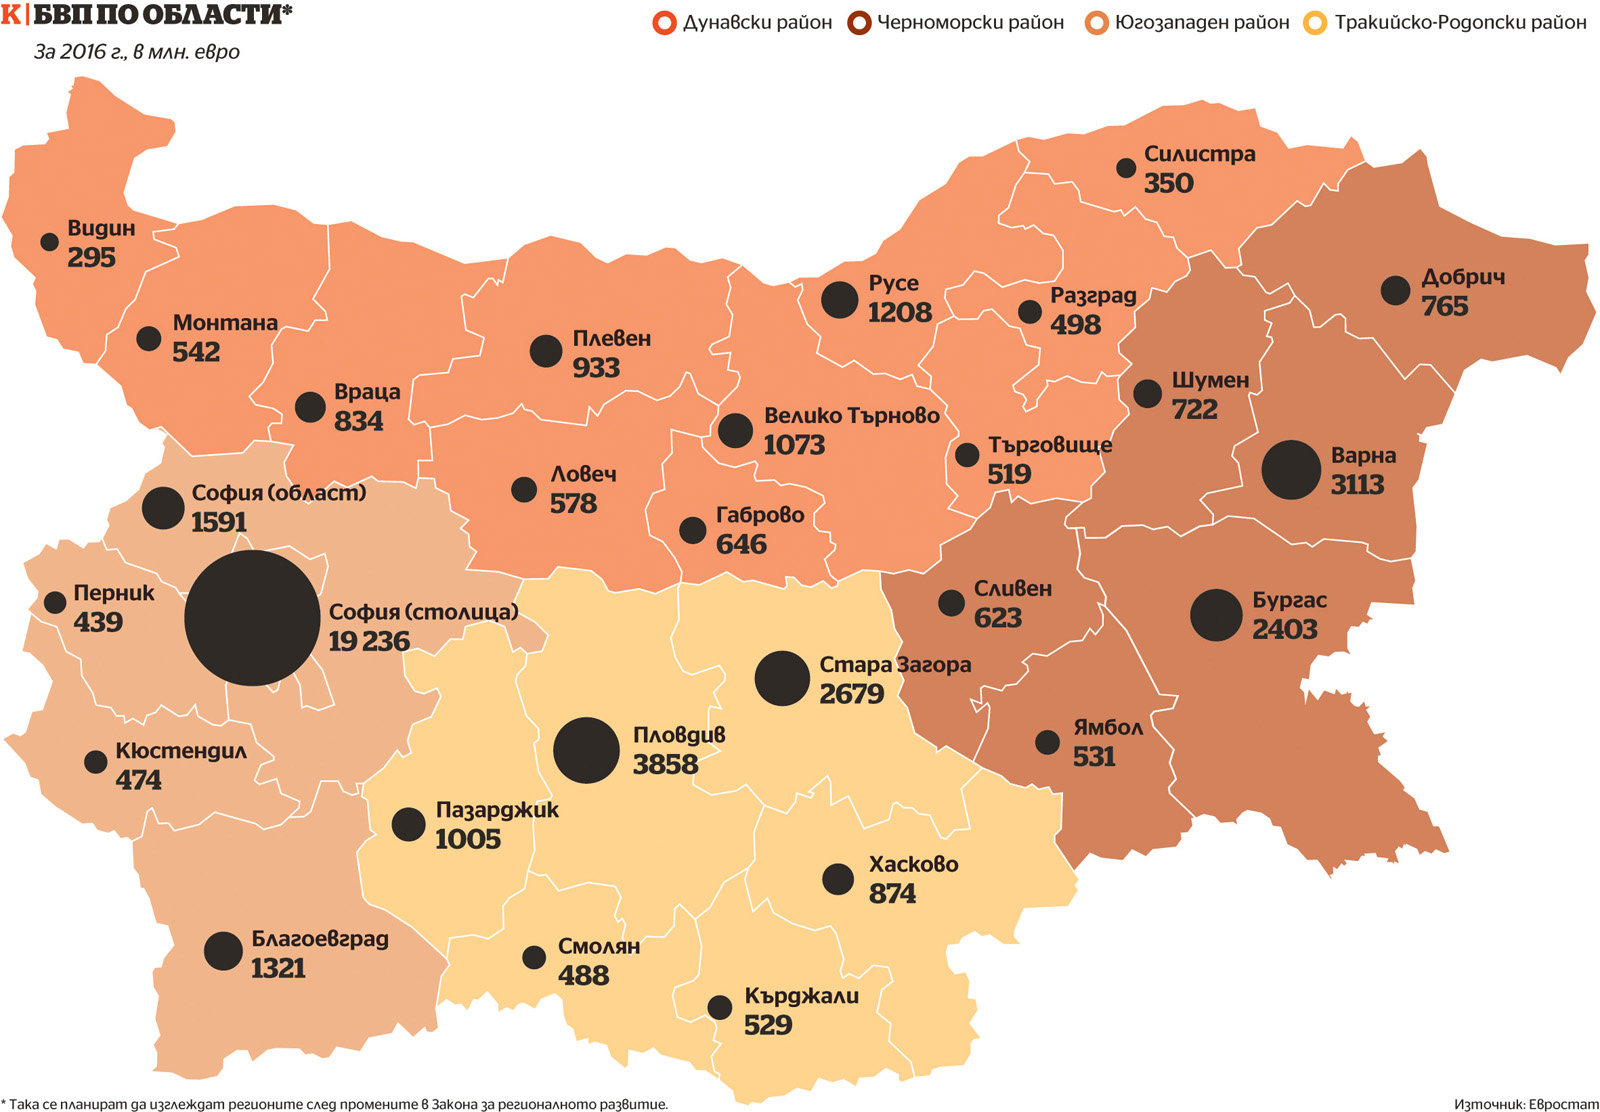 K | БВП ПО ОБЛАСТИ*
За 2016 г., в млн. евро
Дунавски район
Черноморски район
Югозападен район
Тракийско-Родопски район
Силистра
350
Видин
295
Добрич
765
Русе
1208
Разград
498
Монтана
542
Плевен
933
Враца
834
Шумен
722
Велико Търново
1073
Търговище
519
Варна
3113
Ловеч
578
София (област)
1591
Габрово
646
Перник
439
София (столица)
19 236
Сливен
623
Бургас
2403
Стара Загора
2679
Пловдив
3858
Ямбол
531
Кюстендил
474
Пазарджик
1005
Хасково
874
Благоевград
1321
Смолян
488
Кърджали
529
* Така се планират да изглеждат регионите след промените в Закона за регионалното развитие.
Източник: Евростат